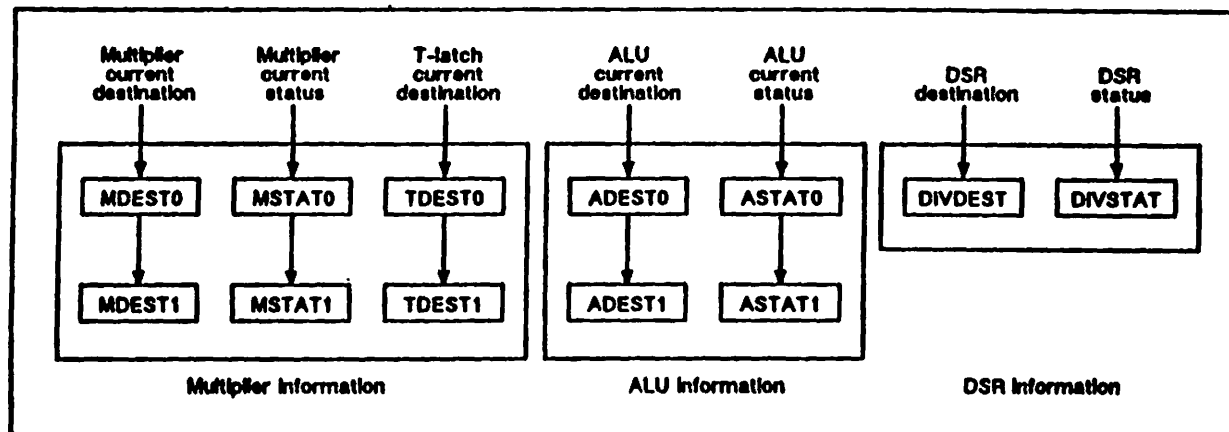 Multiplier current destination
Multiplier current status
T-latch current destination
ALU current destination
ALU current status
DSR destination
DSR status
MDEST0 MSTAT0 TDEST0 ADEST0 ASTAT0 DIVDEST DIVSTAT
MDEST1 MSTAT1 TDEST1 ADEST1 ASTAT1
Multiplier information ALU information DSR information